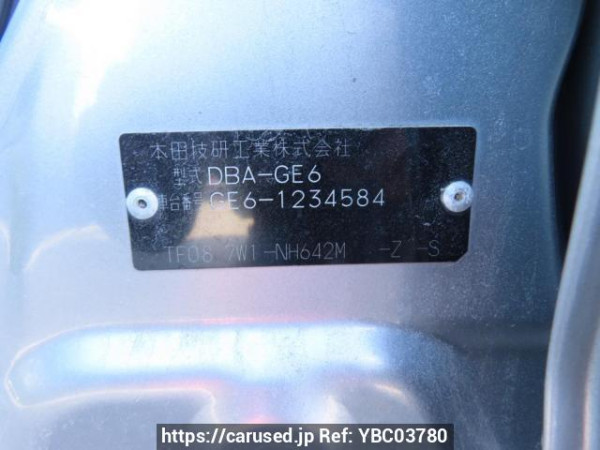 本田技研工業株式会社
型式 DBA-GE6
車台番号 GE6-1234584
TF08 7W1-NH642M -Z -S
https://carused.jp Ref: YBC03780